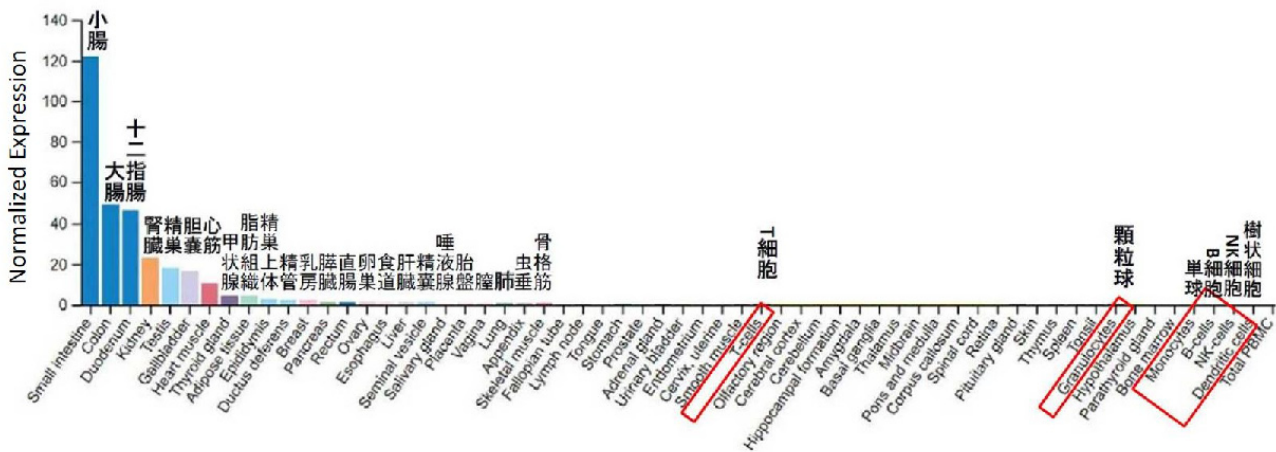 Normalized Expression
140
120
100
80
60
40
20
0
小腸
大腸
十二指腸
腎臓
精巣
胆嚢
心筋
甲状腺
脂肪組織
精巣上体
精管
乳房
膵臓
直腸
卵巣
食道
肝臓
精嚢
唾液腺
胎盤
膣
肺
虫垂
骨格筋
T細胞
顆粒球
単球
B細胞
NK細胞
樹状細胞
Small intestine
Colon
Duodenum
Kidney
Testis
Gallbladder
Heart muscle
Thyroid gland
Adipose tissue
Epididymis
Ductus deferens
Breast
Pancreas
Rectum
Ovary
Esophagus
Liver
Seminal vesicle
Salivary gland
Placenta
Vagina
Lung
Appendix
Skeletal muscle
Fallopian tube
Lymph node
Tongue
Stomach
Prostate
Adrenal gland
Urinary bladder
Endometrium
Cervix, uterine
Smooth muscle
T-cells
Olfactory region
Cerebral cortex
Cerebellum
Hippocampal formation
Amygdala
Basal ganglia
Thalamus
Midbrain
Pons and medulla
Corpus callosum
Spinal cord
Retina
Pituitary gland
Skin
Thymus
Spleen
Tonsil
Granulocytes
Hypothalamus
Parathyroid gland
Bone marrow
Monocytes
B-cells
NK-cells
Dendritic cells
Total PBMC